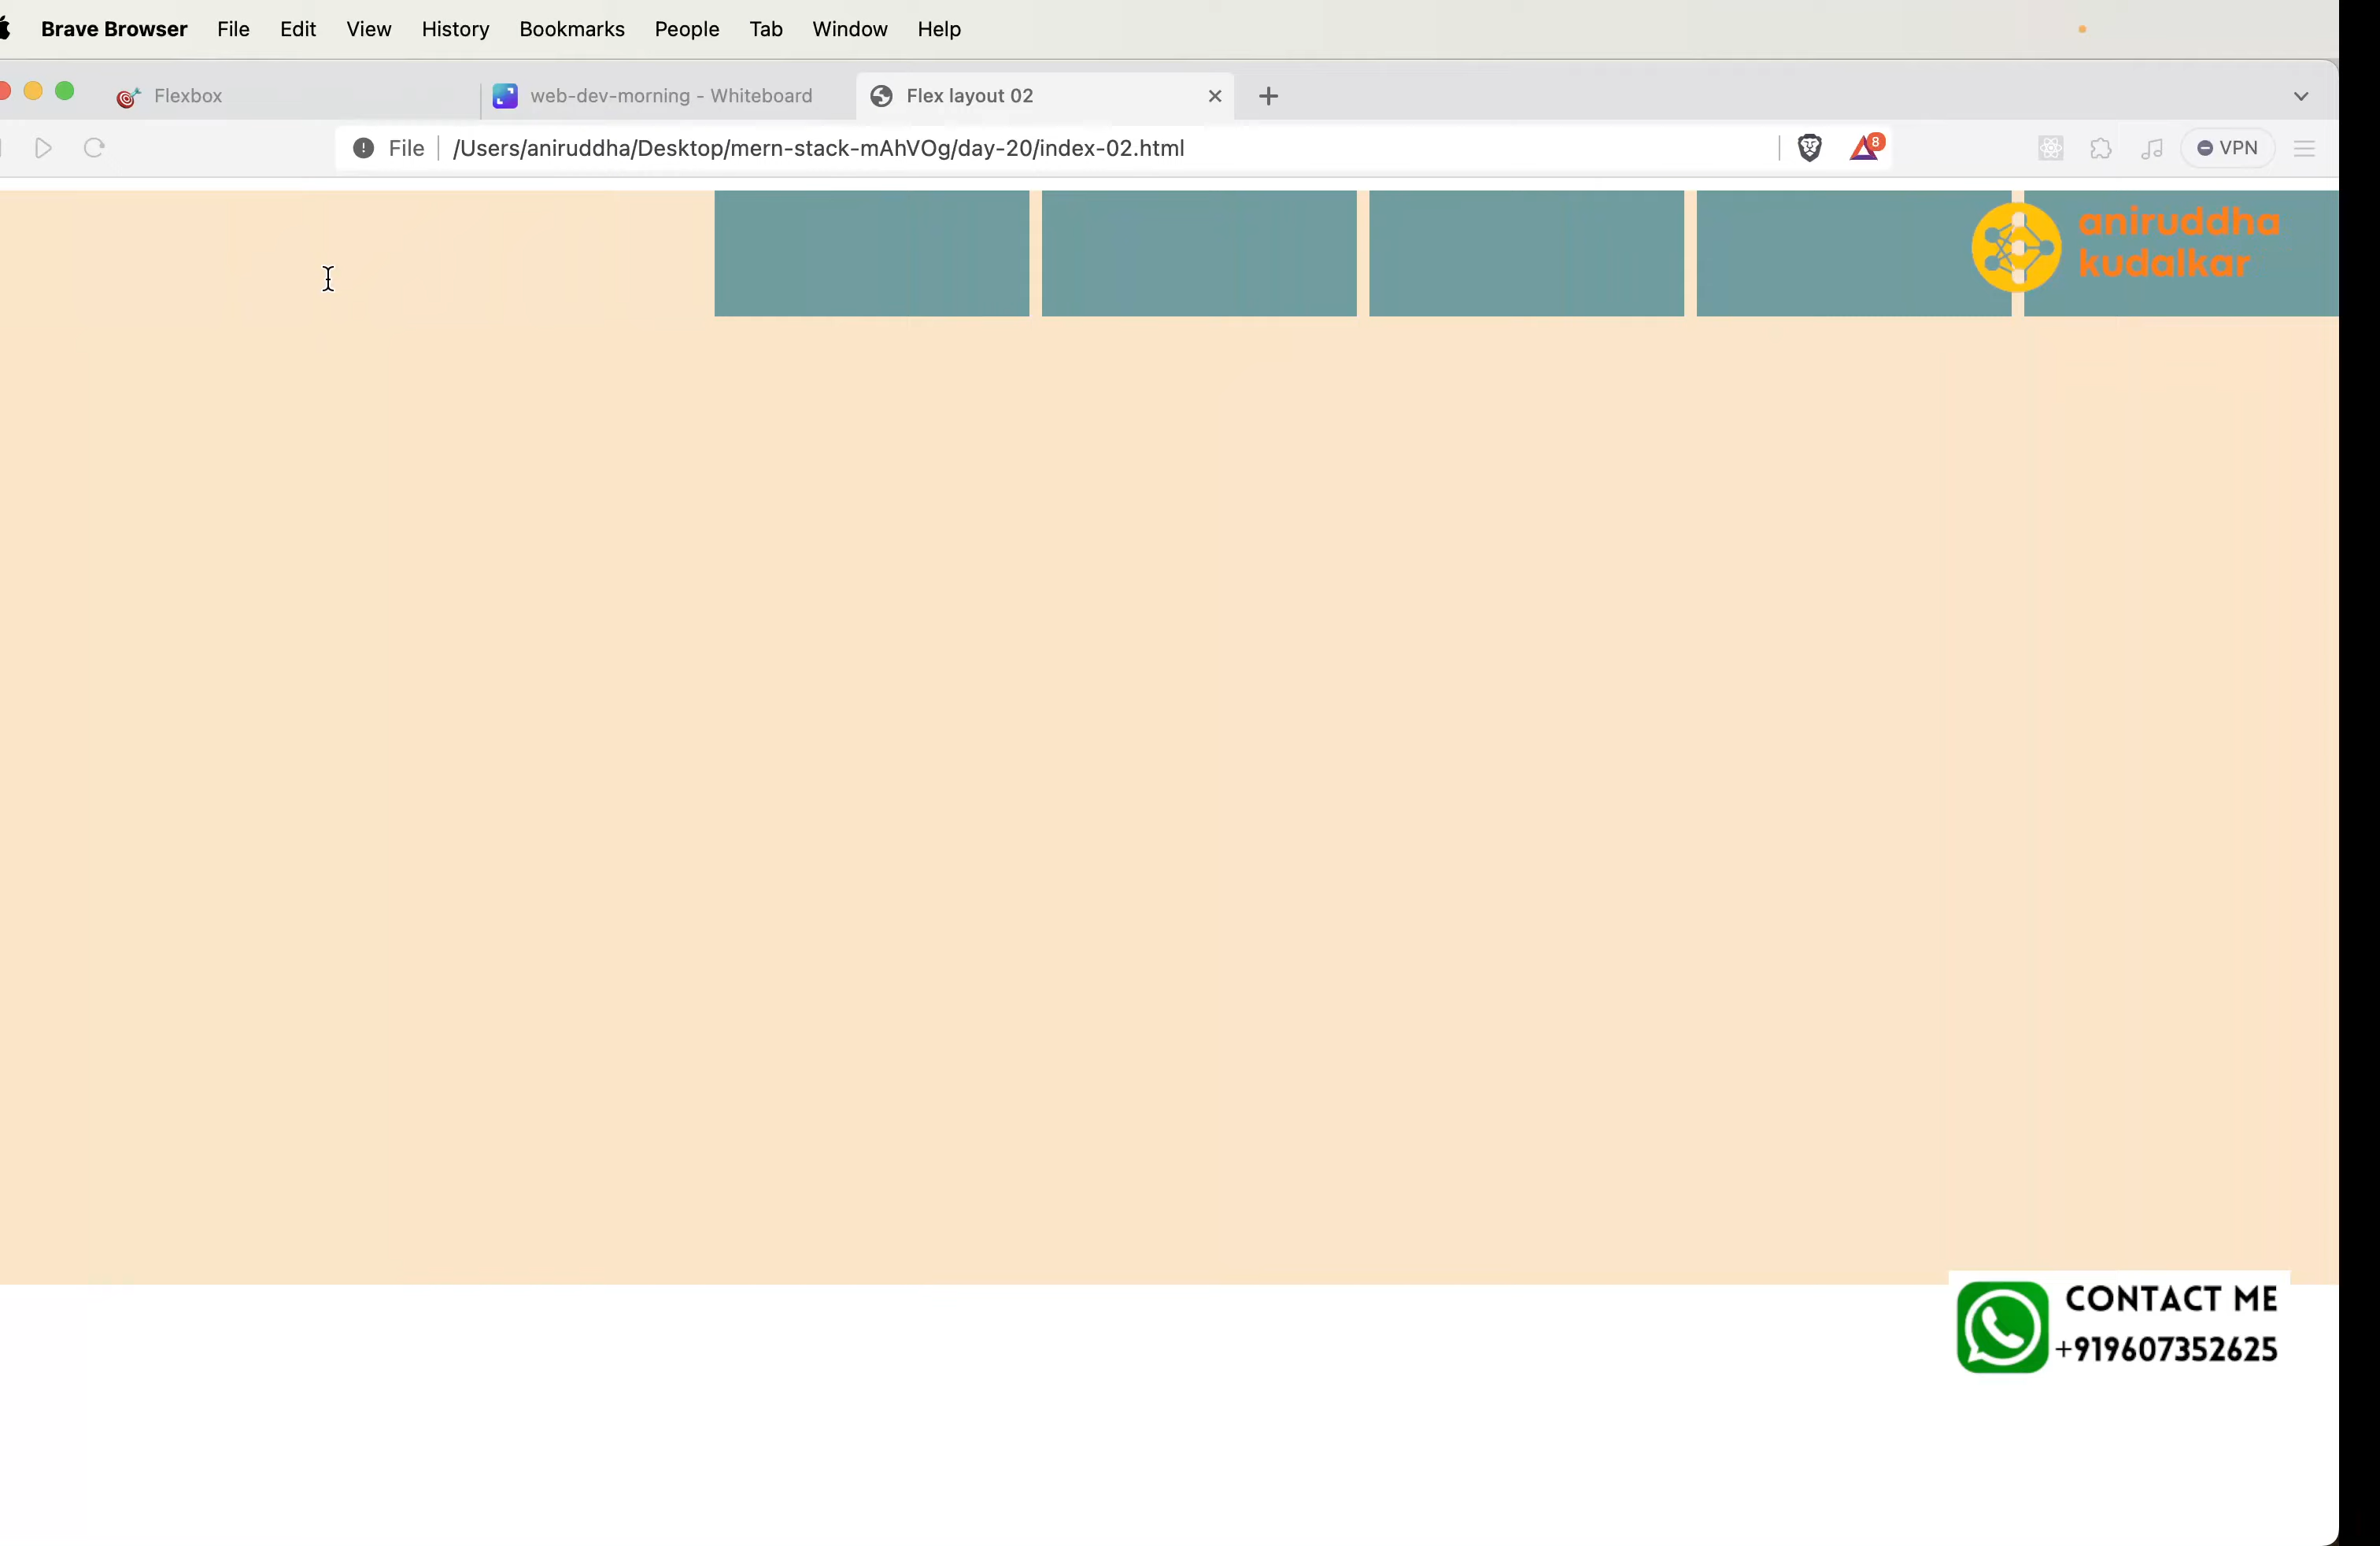 Brave Browser File Edit View History Bookmarks People Tab Window Help
Flexbox web-dev-morning - Whiteboard Flex layout 02
File /Users/aniruddha/Desktop/mern-stack-mAhVOg/day-20/index-02.html 8 VPN
aniruddha
kudalkar
CONTACT ME
+919607352625